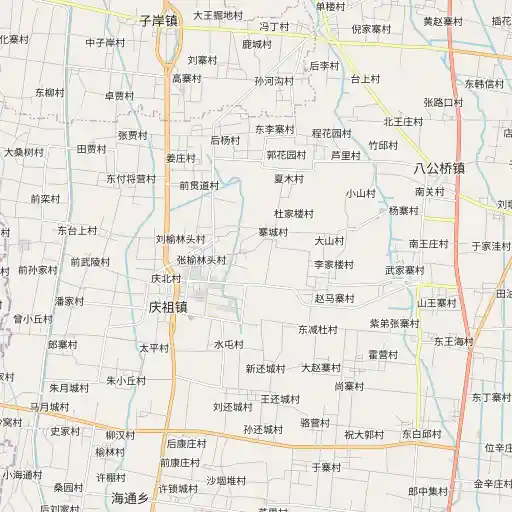 单楼村
大王掘地村
子岸镇
冯丁村
黄赵寨村
倪家寨村
鹿城村
中子岸村
刘寨村
后李村
高寨村
孙河沟村
台上村
东韩信村
东柳村
卓贾村
张路口村
北王庄村
东李寨村
程花园村
张贾村
后杨村
竹邱村
田贾村
大桑树村
姜庄村
郭花园村
芦里村
八公桥镇
东付将营村
前贯道村
夏木村
南关村
前栾村
小山村
杜家楼村
杨寨村
东台上村
寨城村
刘榆林头村
大山村
南王庄村
于家洼村
张榆林头村
前武陵村
李家楼村
前孙家村
武家寨村
庆北村
潘家村
赵马寨村
山王寨村
庆祖镇
曾小丘村
紫弟张寨村
东减杜村
郎寨村
太平村
水屯村
东王海村
霍营村
新还城村
大赵寨村
朱小丘村
朱月城村
尚寨村
王还城村
东丁寨村
马月城村
刘还城村
骆营村
史家村
柳汉村
孙还城村
祝大郭村
东白邱村
后康庄村
位辛庄村
榆林村
前康庄村
于寨村
小海通村
许棚村
沙堌堆村
金辛庄村
桑园村
海通乡
许锁城村
郎中集村
后刘寨村